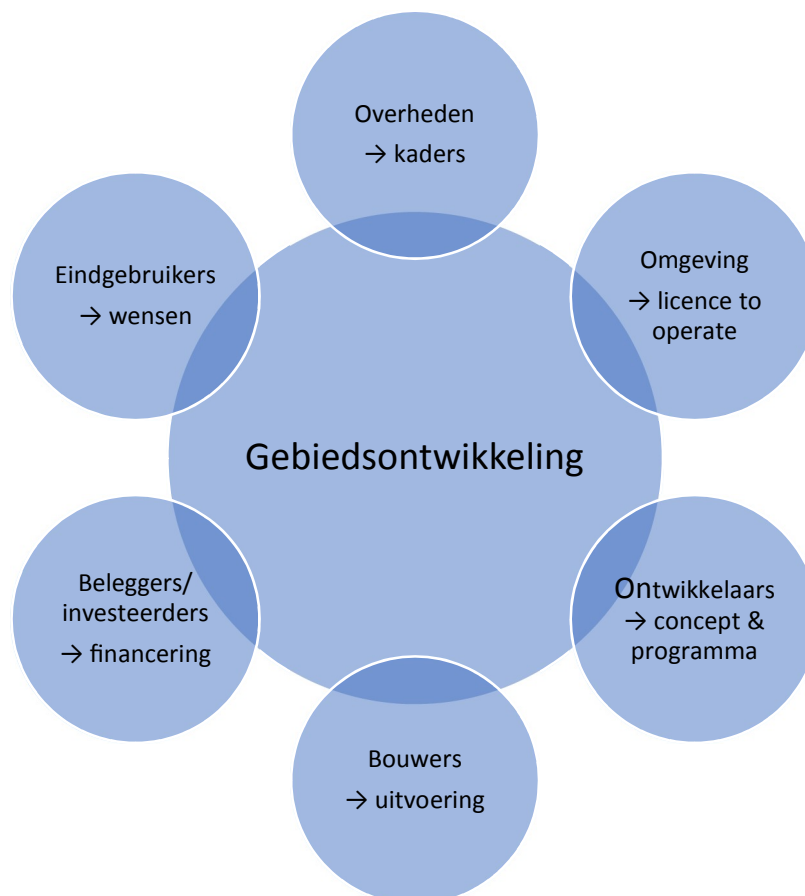 Overheden
→ kaders
Omgeving
→ licence to
operate
Ontwikkelaars
→ concept &
programma
Bouwers
→ uitvoering
Beleggers/
investeerders
→ financering
Eindgebruikers
→ wensen
Gebiedsontwikkeling